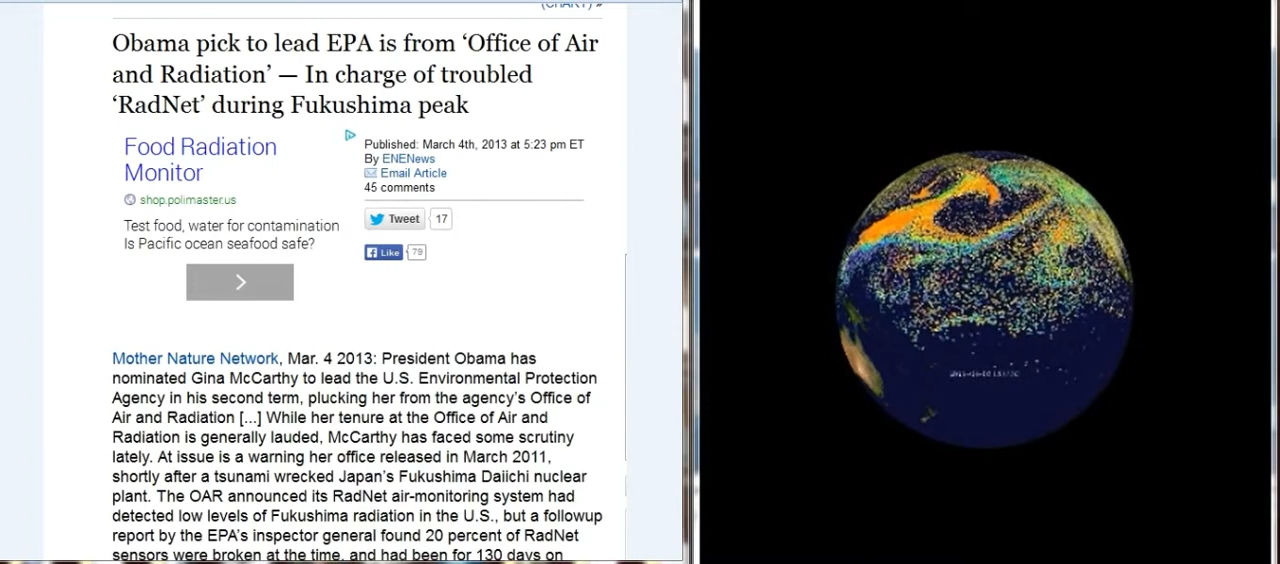 (CHART) »
Obama pick to lead EPA is from ‘Office of Air
and Radiation’ — In charge of troubled
‘RadNet’ during Fukushima peak
Food Radiation
Monitor
shop.polimaster.us
Test food, water for contamination
Is Pacific ocean seafood safe?
Published: March 4th, 2013 at 5:23 pm ET
By ENENews
Email Article
45 comments
Tweet 17
Like 79
Mother Nature Network, Mar. 4 2013: President Obama has
nominated Gina McCarthy to lead the U.S. Environmental Protection
Agency in his second term, plucking her from the agency’s Office of
Air and Radiation [...] While her tenure at the Office of Air and
Radiation is generally lauded, McCarthy has faced some scrutiny
lately. At issue is a warning her office released in March 2011,
shortly after a tsunami wrecked Japan’s Fukushima Daiichi nuclear
plant. The OAR announced its RadNet air-monitoring system had
detected low levels of Fukushima radiation in the U.S., but a followup
report by the EPA’s inspector general found 20 percent of RadNet
sensors were broken at the time, and had been for 130 days on